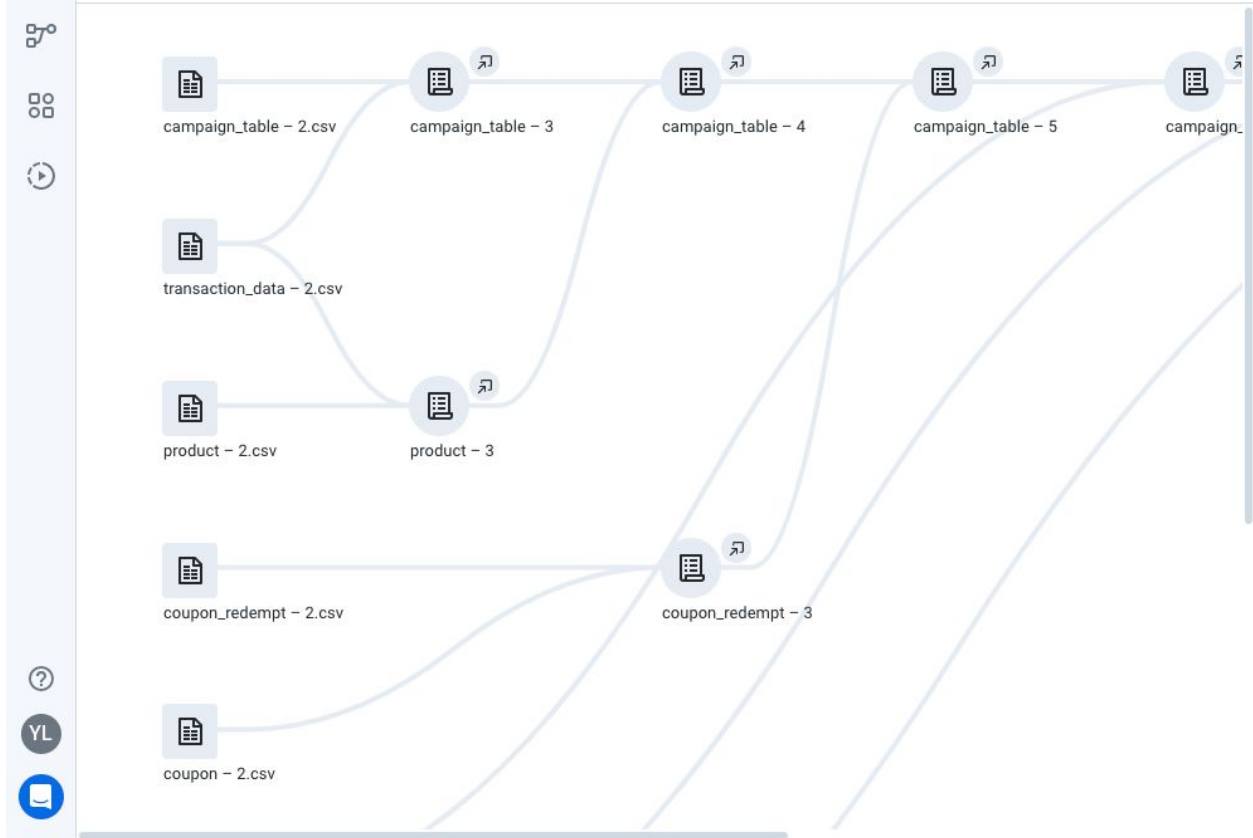 campaign_table – 2.csv
campaign_table – 3
campaign_table – 4
campaign_table – 5
campaign_
transaction_data – 2.csv
product – 2.csv
product – 3
coupon_redempt – 2.csv
coupon_redempt – 3
coupon – 2.csv
YL